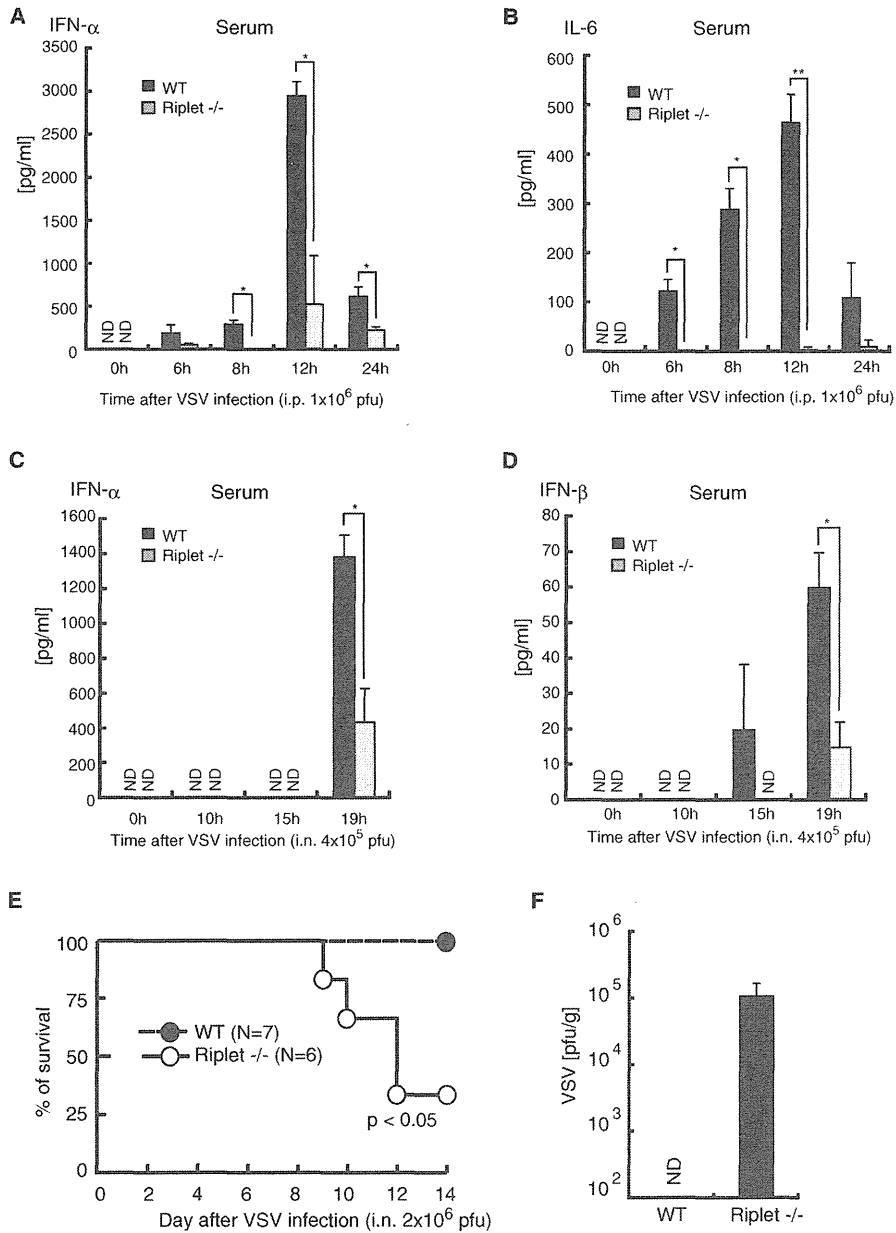 A
IFN-α
Serum
3500
3000
2500
2000
1500
1000
500
0
[pg/ml]
WT
Riplet -/-
*
*
*
ND
ND
0h
6h
8h
12h
24h
Time after VSV infection (i.p. 1x10⁶ pfu)
B
IL-6
Serum
600
500
400
300
200
100
0
[pg/ml]
WT
Riplet -/-
*
*
**
ND
ND
0h
6h
8h
12h
24h
Time after VSV infection (i.p. 1x10⁶ pfu)
C
IFN-α
Serum
1600
1400
1200
1000
800
600
400
200
0
[pg/ml]
WT
Riplet -/-
*
ND
ND
ND
ND
ND
ND
0h
10h
15h
19h
Time after VSV infection (i.n. 4x10⁵ pfu)
D
IFN-β
Serum
80
70
60
50
40
30
20
10
0
[pg/ml]
WT
Riplet -/-
*
ND
ND
ND
ND
ND
0h
10h
15h
19h
Time after VSV infection (i.n. 4x10⁵ pfu)
E
100
75
50
25
0
% of survival
WT (N=7)
Riplet -/- (N=6)
p < 0.05
0 2 4 6 8 10 12 14
Day after VSV infection (i.n. 2x10⁶ pfu)
F
10⁶
10⁵
10⁴
10³
10²
VSV [pfu/g]
ND
WT
Riplet -/-